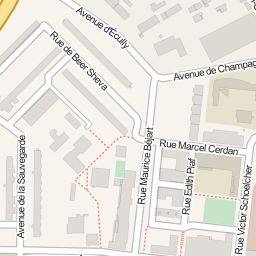 Avenue d'Écully
Rue de Beer Sheva
Avenue de Champag
Rue Marcel Cerdan
Rue Maurice Béjart
Rue Edith Piaf
Avenue de la Sauvegarde
Rue Victor Schoelcher